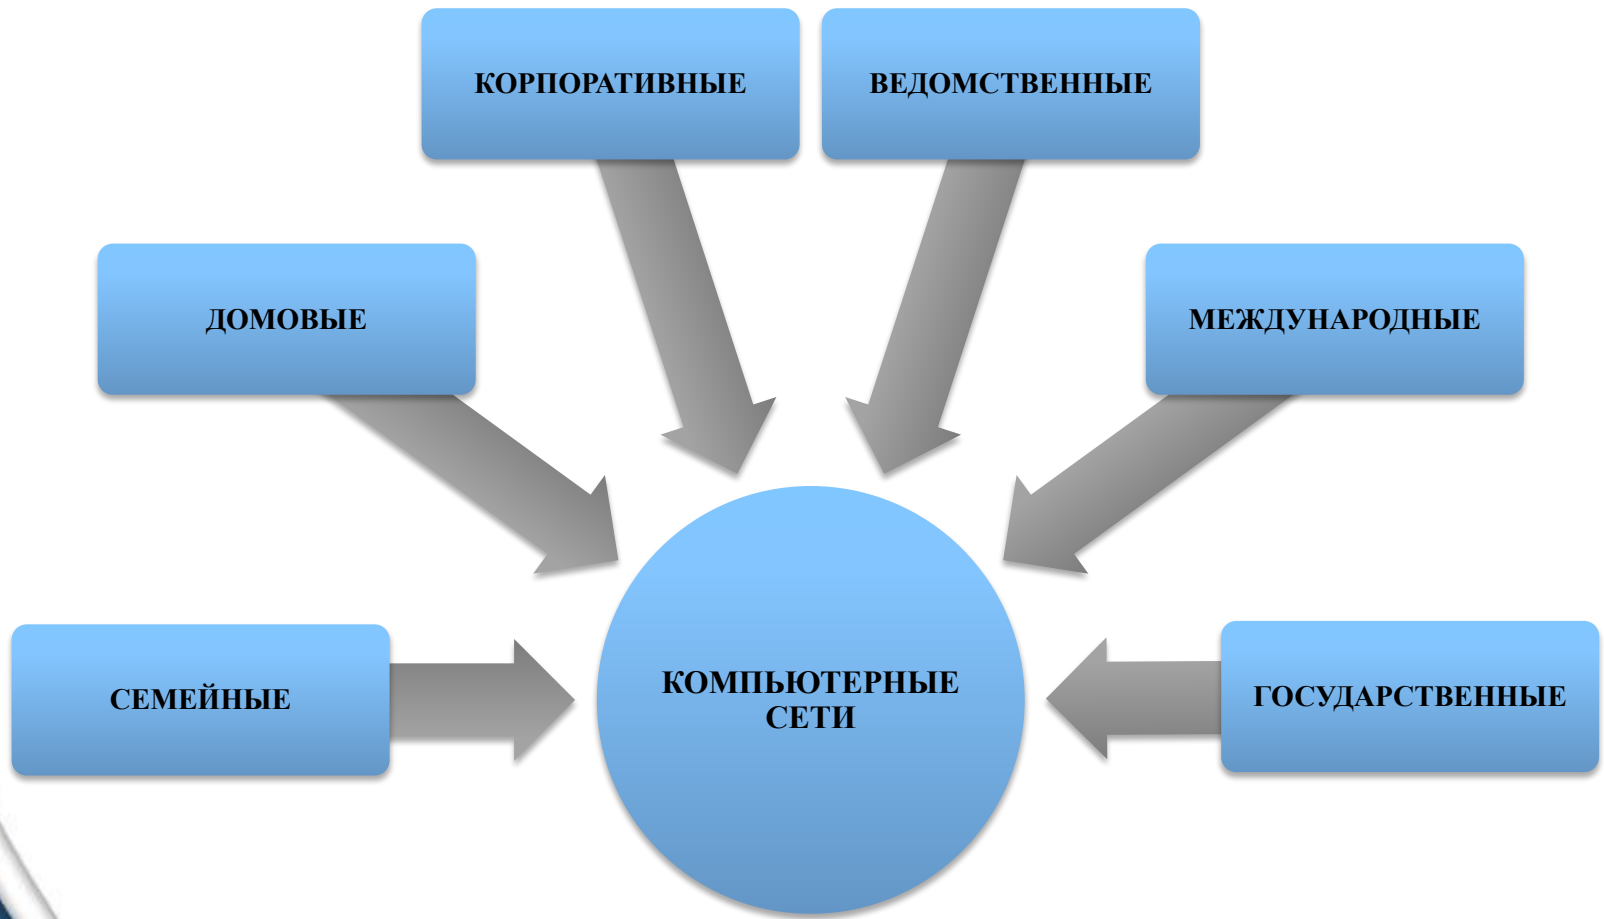 КОРПОРАТИВНЫЕ
ВЕДОМСТВЕННЫЕ
ДОМОВЫЕ
МЕЖДУНАРОДНЫЕ
СЕМЕЙНЫЕ
КОМПЬЮТЕРНЫЕ
СЕТИ
ГОСУДАРСТВЕННЫЕ